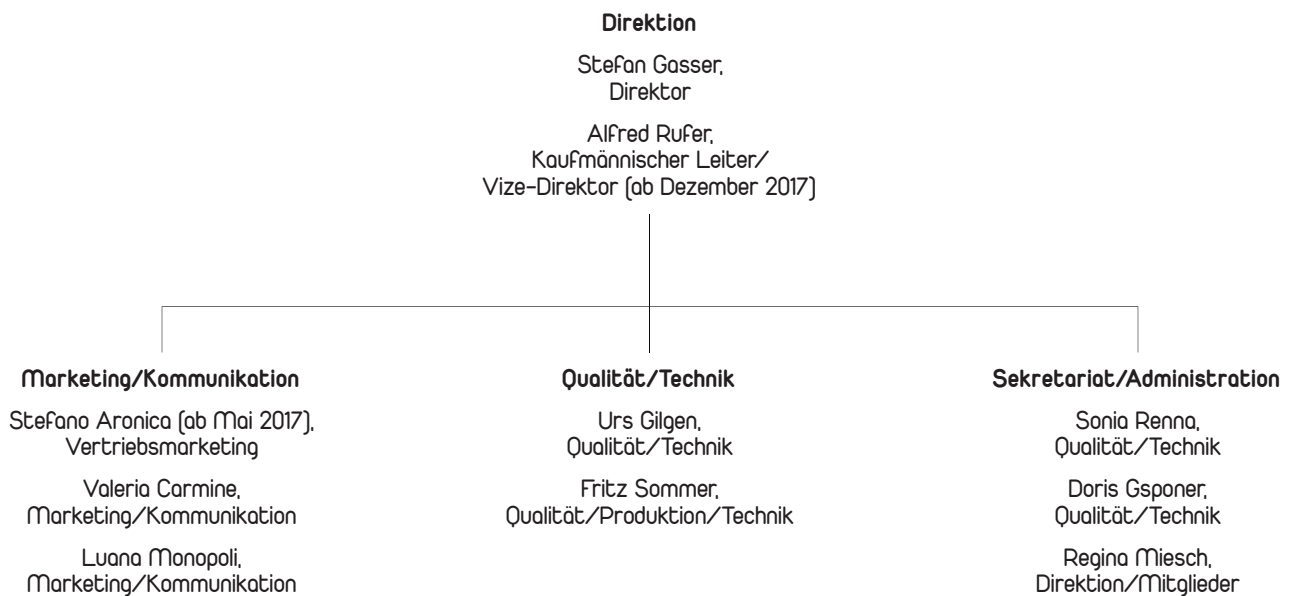 Direktion
Stefan Gasser,
Direktor
Alfred Rufer,
Kaufmännischer Leiter/
Vize-Direktor (ab Dezember 2017)
Marketing/Kommunikation
Stefano Aronica (ab Mai 2017),
Vertriebsmarketing
Valeria Carmine,
Marketing/Kommunikation
Luana Monopoli,
Marketing/Kommunikation
Qualität/Technik
Urs Gilgen,
Qualität/Technik
Fritz Sommer,
Qualität/Produktion/Technik
Sekretariat/Administration
Sonia Renna,
Qualität/Technik
Doris Gsponer,
Qualität/Technik
Regina Miesch,
Direktion/Mitglieder